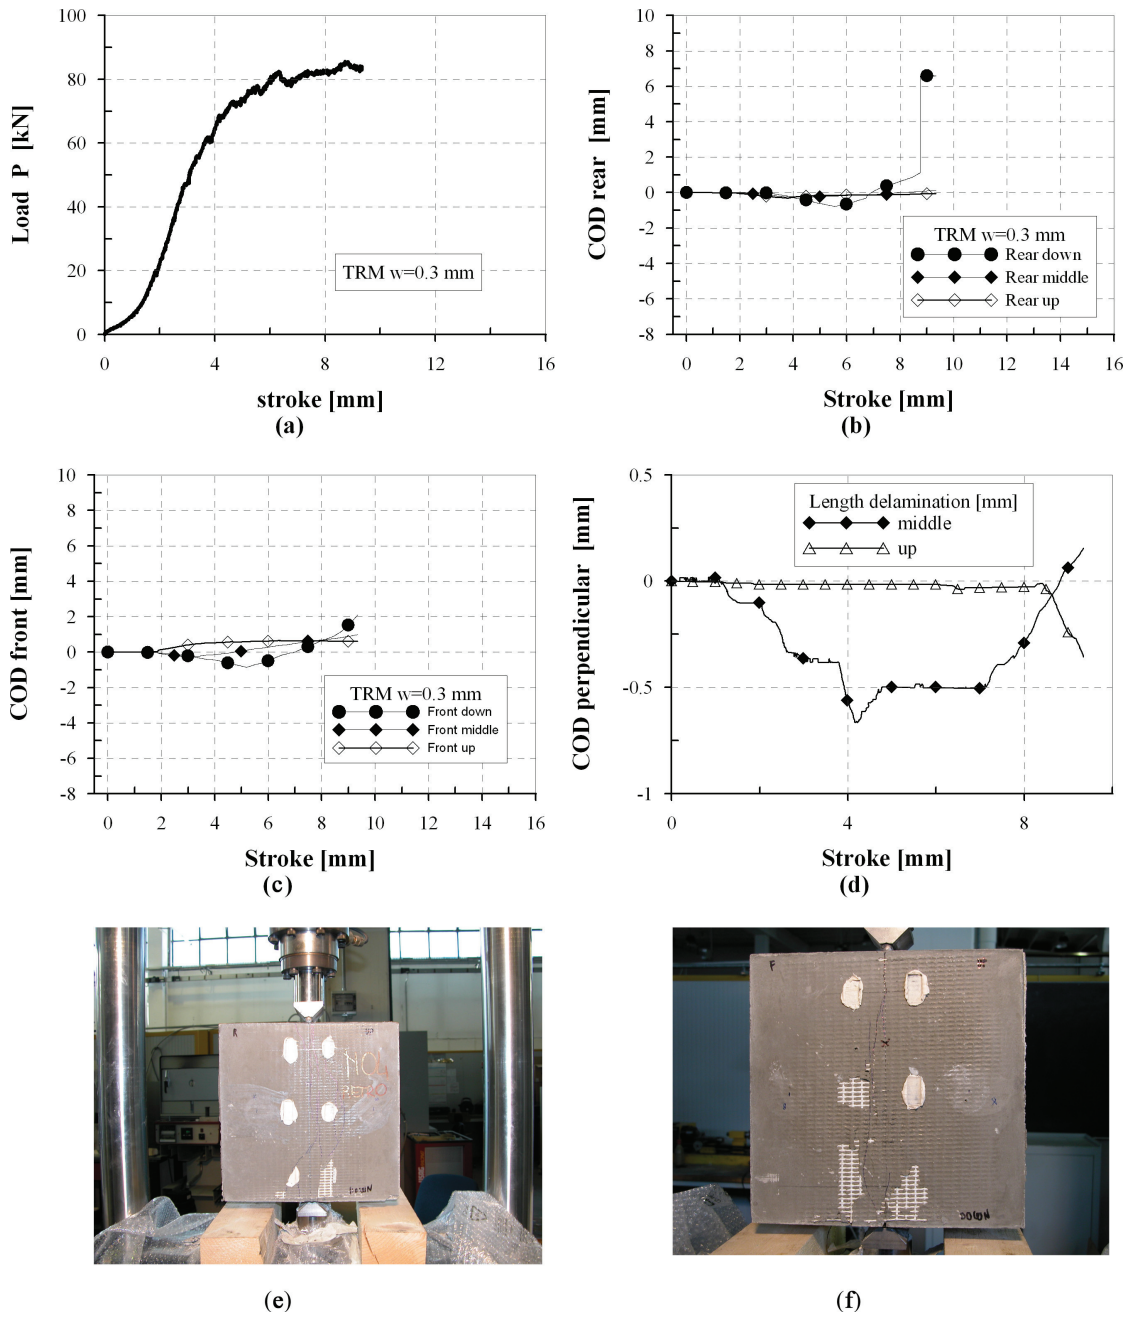 100
80
60
40
20
0
Load P [kN]
TRM w=0.3 mm
0 4 8 12 16
stroke [mm]
(a)
10
8
6
4
2
0
-2
-4
-6
-8
COD rear [mm]
TRM w=0.3 mm
Rear down
Rear middle
Rear up
0 2 4 6 8 10 12 14 16
Stroke [mm]
(b)
10
8
6
4
2
0
-2
-4
-6
-8
COD front [mm]
TRM w=0.3 mm
Front down
Front middle
Front up
0 2 4 6 8 10 12 14 16
Stroke [mm]
(c)
0.5
0
-0.5
-1
COD perpendicular [mm]
Length delamination [mm]
middle
up
0 4 8
Stroke [mm]
(d)
R
DOWN
(e)
F
DOWN
(f)